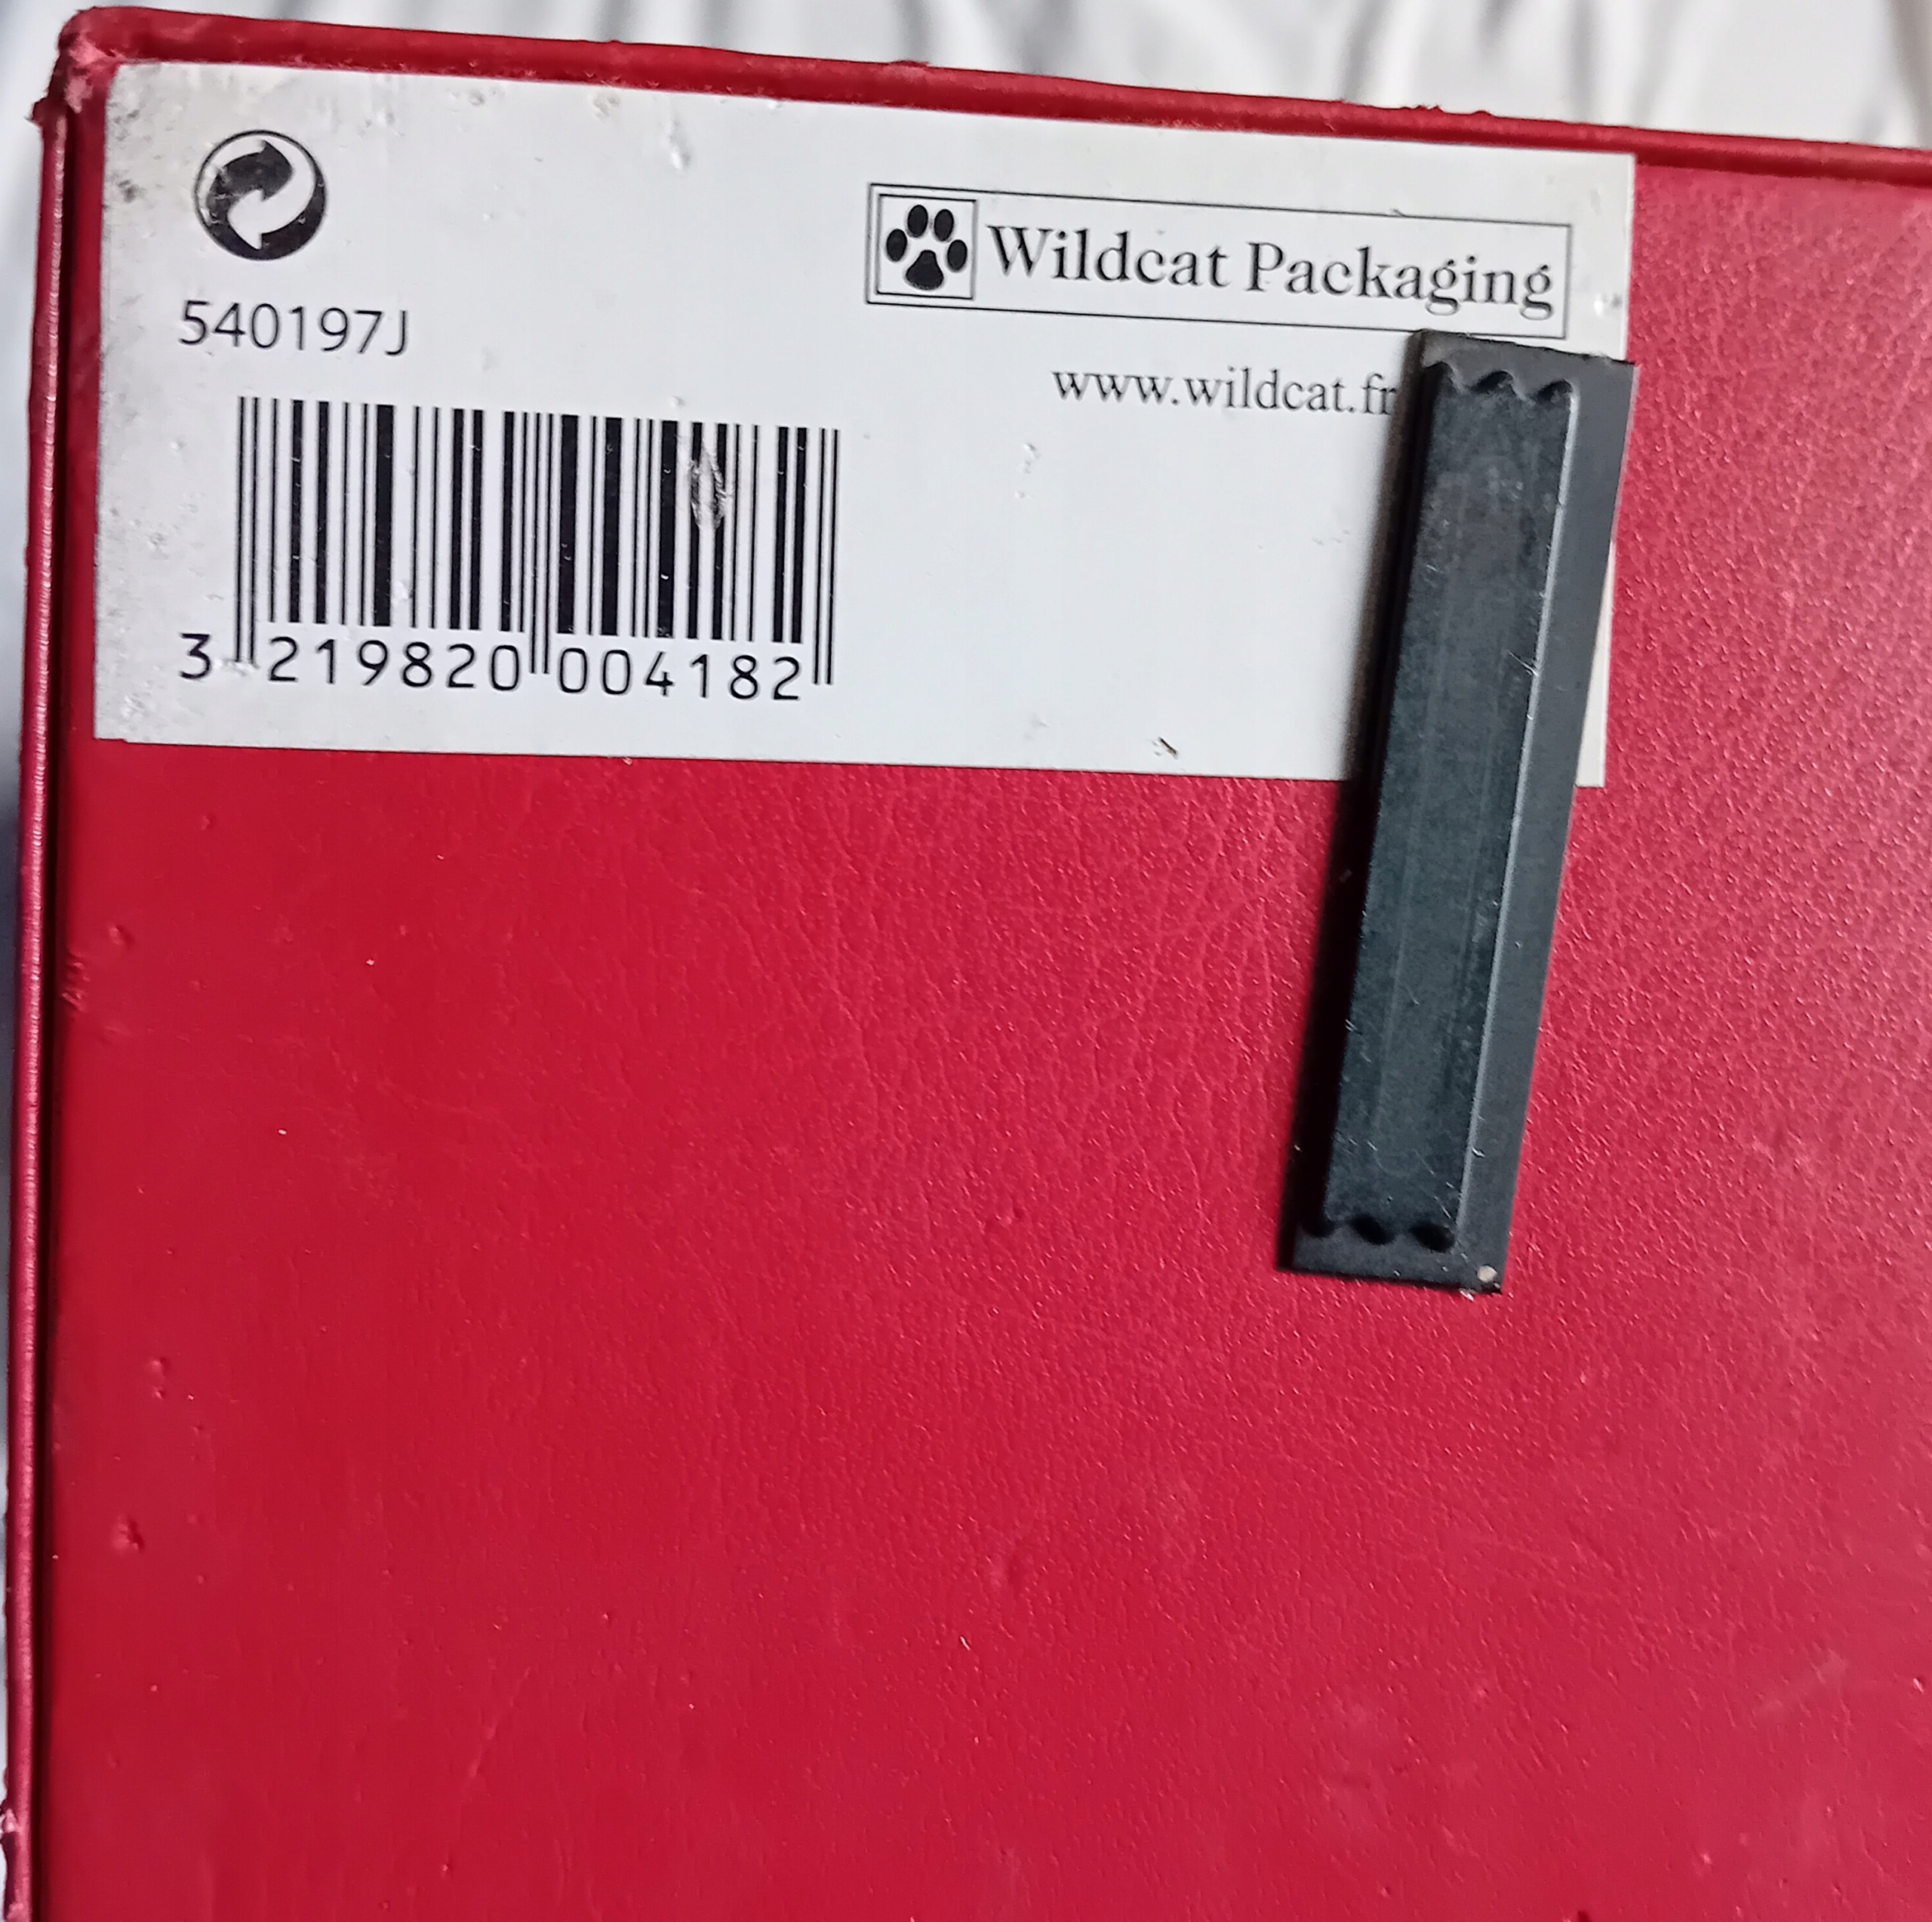 Wildcat Packaging
540197J
www.wildcat.fr
3 219820 004182